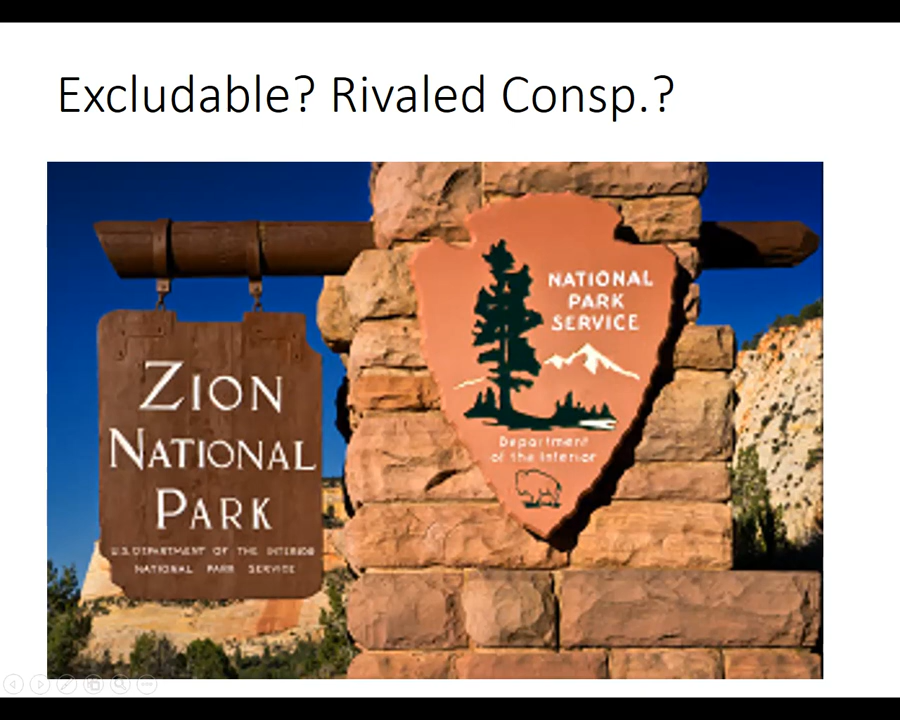 Excludable? Rivaled Consp.?
NATIONAL
PARK
SERVICE
Department
of the Interior
ZION
NATIONAL
PARK
U.S. DEPARTMENT OF THE INTERIOR
NATIONAL PARK SERVICE